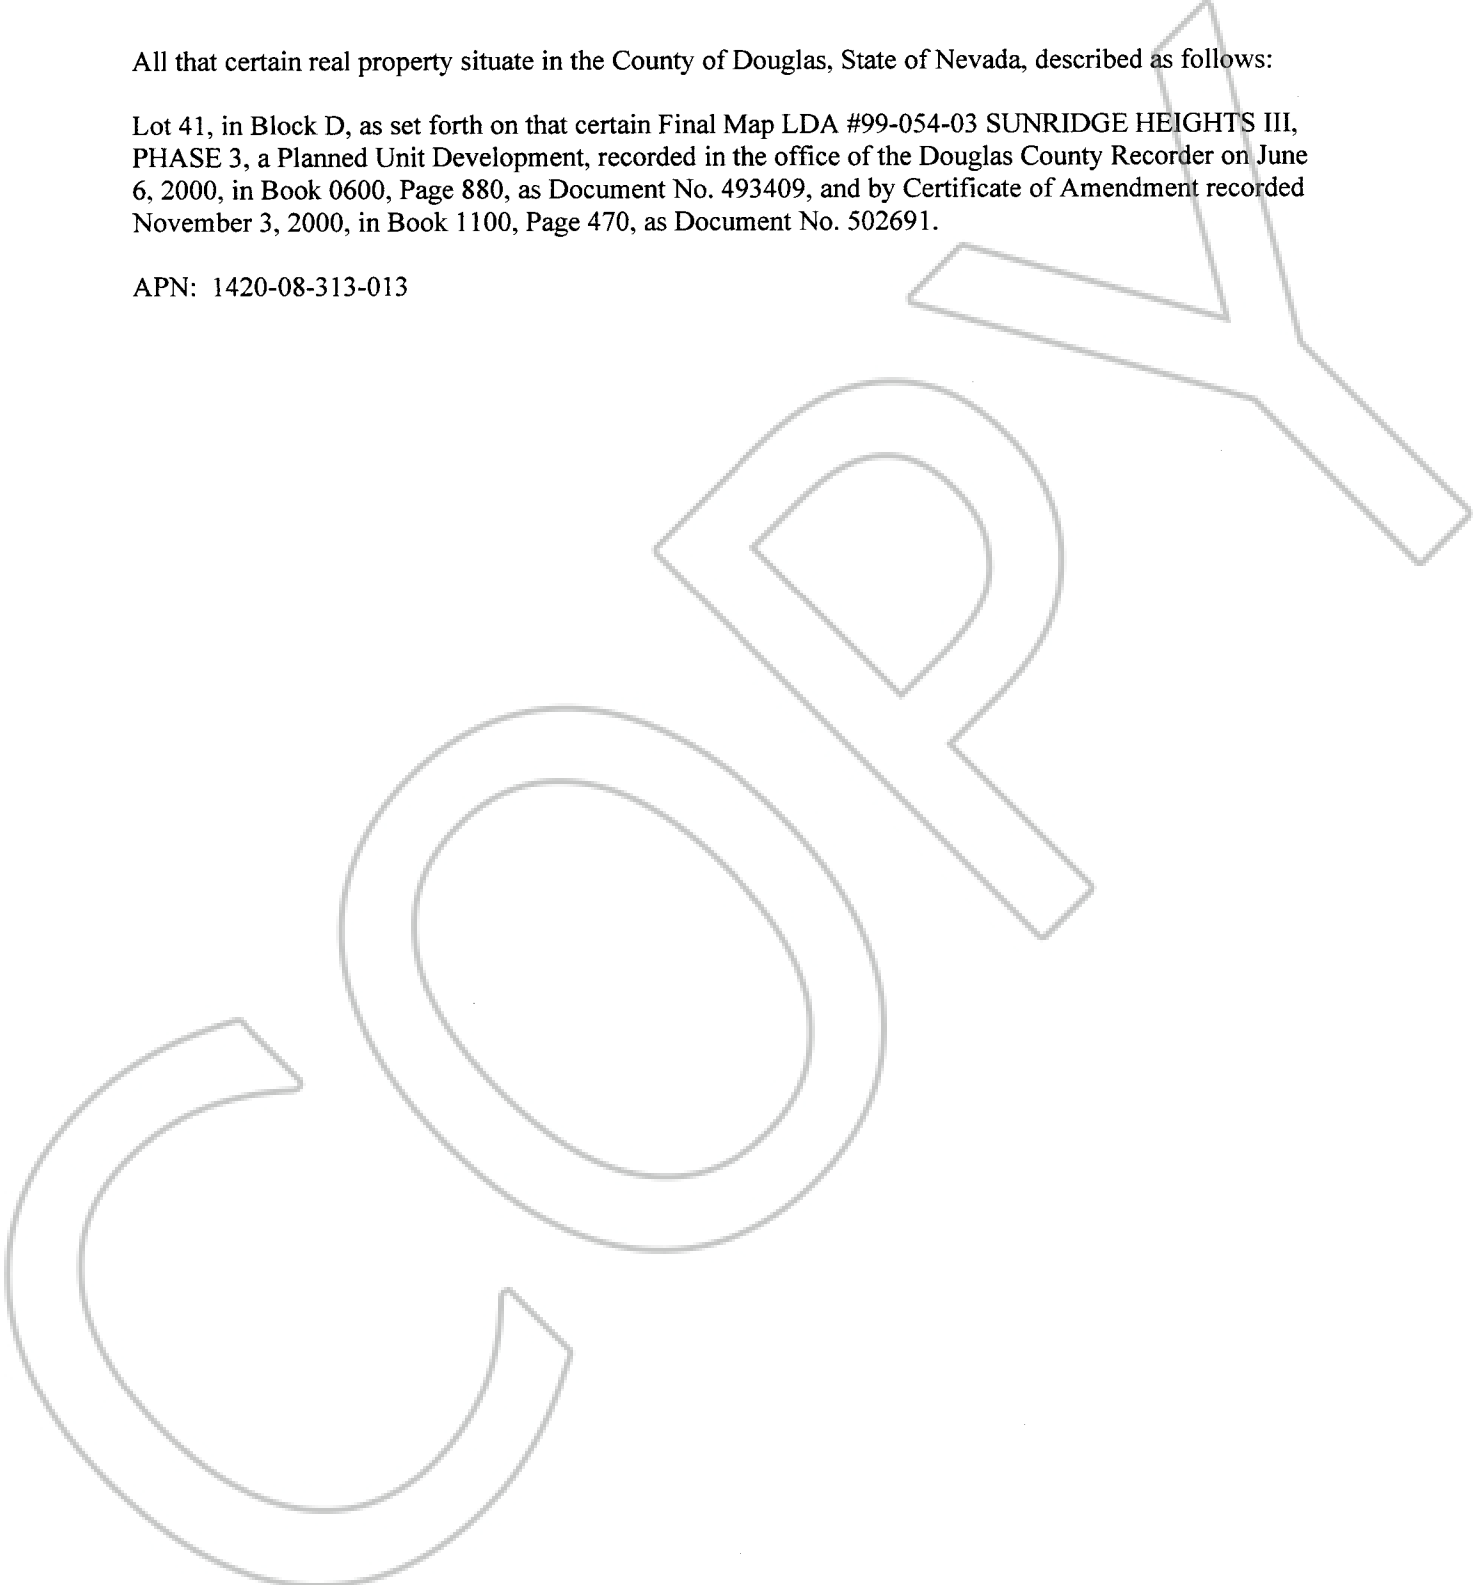 All that certain real property situate in the County of Douglas, State of Nevada, described as follows:
Lot 41, in Block D, as set forth on that certain Final Map LDA #99-054-03 SUNRIDGE HEIGHTS III,
PHASE 3, a Planned Unit Development, recorded in the office of the Douglas County Recorder on June
6, 2000, in Book 0600, Page 880, as Document No. 493409, and by Certificate of Amendment recorded
November 3, 2000, in Book 1100, Page 470, as Document No. 502691.
APN: 1420-08-313-013
COPY